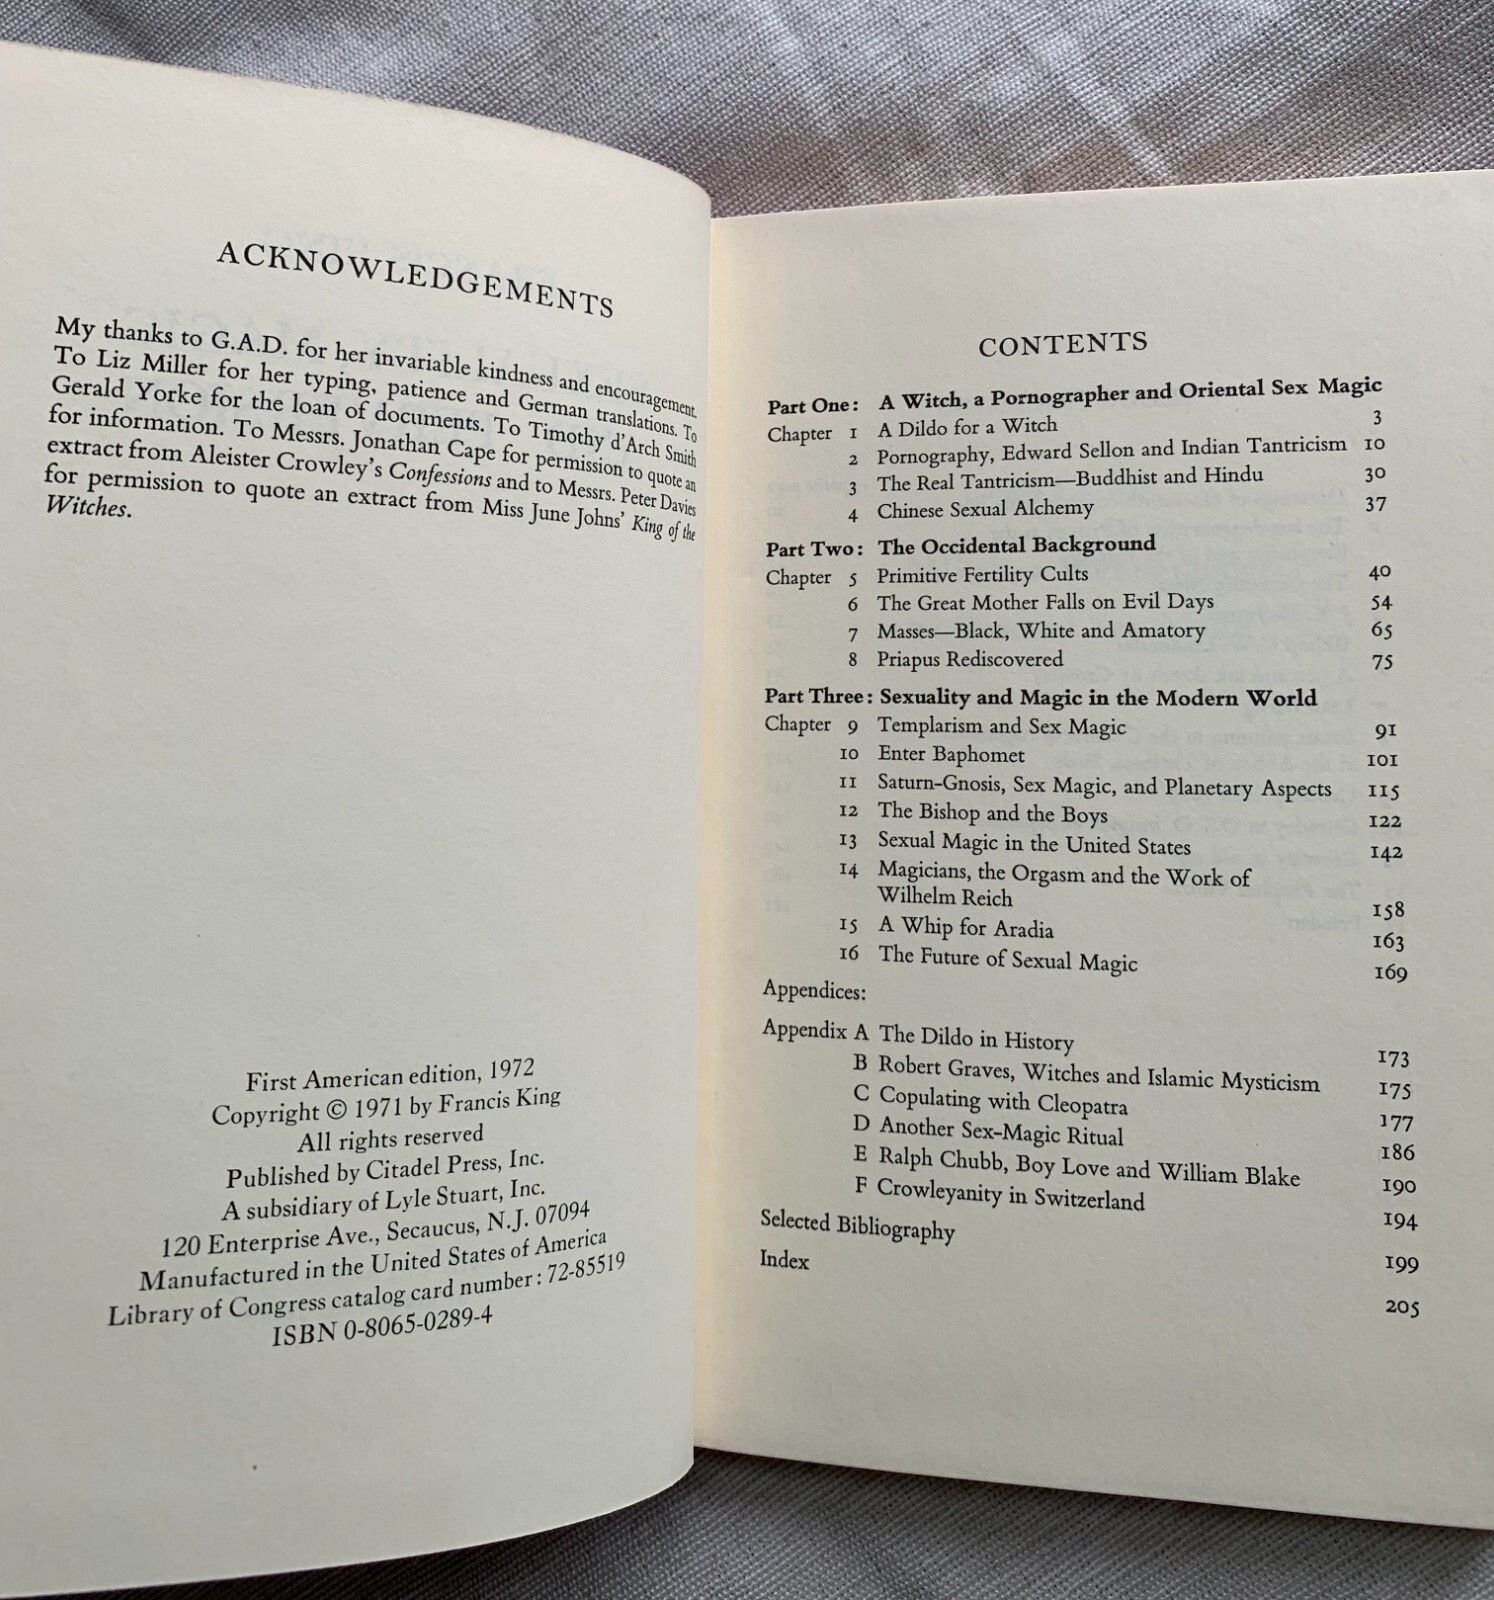 ACKNOWLEDGEMENTS
My thanks to G.A.D. for her invariable kindness and encouragement.
To Liz Miller for her typing, patience and German translations. To
Gerald Yorke for the loan of documents. To Timothy d'Arch Smith
for information. To Messrs. Jonathan Cape for permission to quote an
extract from Aleister Crowley's Confessions and to Messrs. Peter Davies
for permission to quote an extract from Miss June Johns' King of the
Witches.
First American edition, 1972
Copyright © 1971 by Francis King
All rights reserved
Published by Citadel Press, Inc.
A subsidiary of Lyle Stuart, Inc.
120 Enterprise Ave., Secaucus, N.J. 07094
Manufactured in the United States of America
Library of Congress catalog card number: 72-85519
ISBN 0-8065-0289-4
CONTENTS
Part One: A Witch, a Pornographer and Oriental Sex Magic
Chapter 1 A Dildo for a Witch 3
2 Pornography, Edward Sellon and Indian Tantricism 10
3 The Real Tantricism—Buddhist and Hindu 30
4 Chinese Sexual Alchemy 37
Part Two: The Occidental Background
Chapter 5 Primitive Fertility Cults 40
6 The Great Mother Falls on Evil Days 54
7 Masses—Black, White and Amatory 65
8 Priapus Rediscovered 75
Part Three: Sexuality and Magic in the Modern World
Chapter 9 Templarism and Sex Magic 91
10 Enter Baphomet 101
11 Saturn-Gnosis, Sex Magic, and Planetary Aspects 115
12 The Bishop and the Boys 122
13 Sexual Magic in the United States 142
14 Magicians, the Orgasm and the Work of
Wilhelm Reich 158
15 A Whip for Aradia 163
16 The Future of Sexual Magic 169
Appendices:
Appendix A The Dildo in History 173
B Robert Graves, Witches and Islamic Mysticism 175
C Copulating with Cleopatra 177
D Another Sex-Magic Ritual 186
E Ralph Chubb, Boy Love and William Blake 190
F Crowleyanity in Switzerland 194
Selected Bibliography 199
Index 205